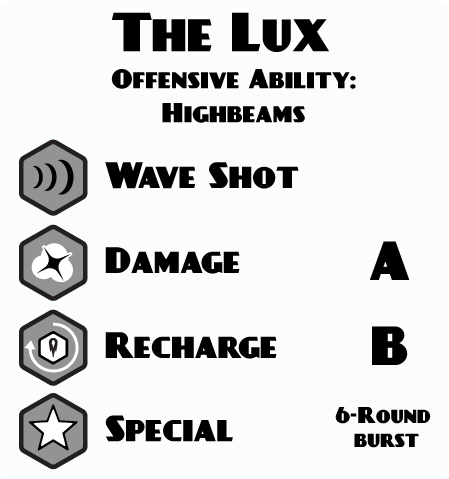 The Lux
Offensive Ability:
Highbeams
Wave Shot
Damage A
Recharge B
Special 6-Round
burst